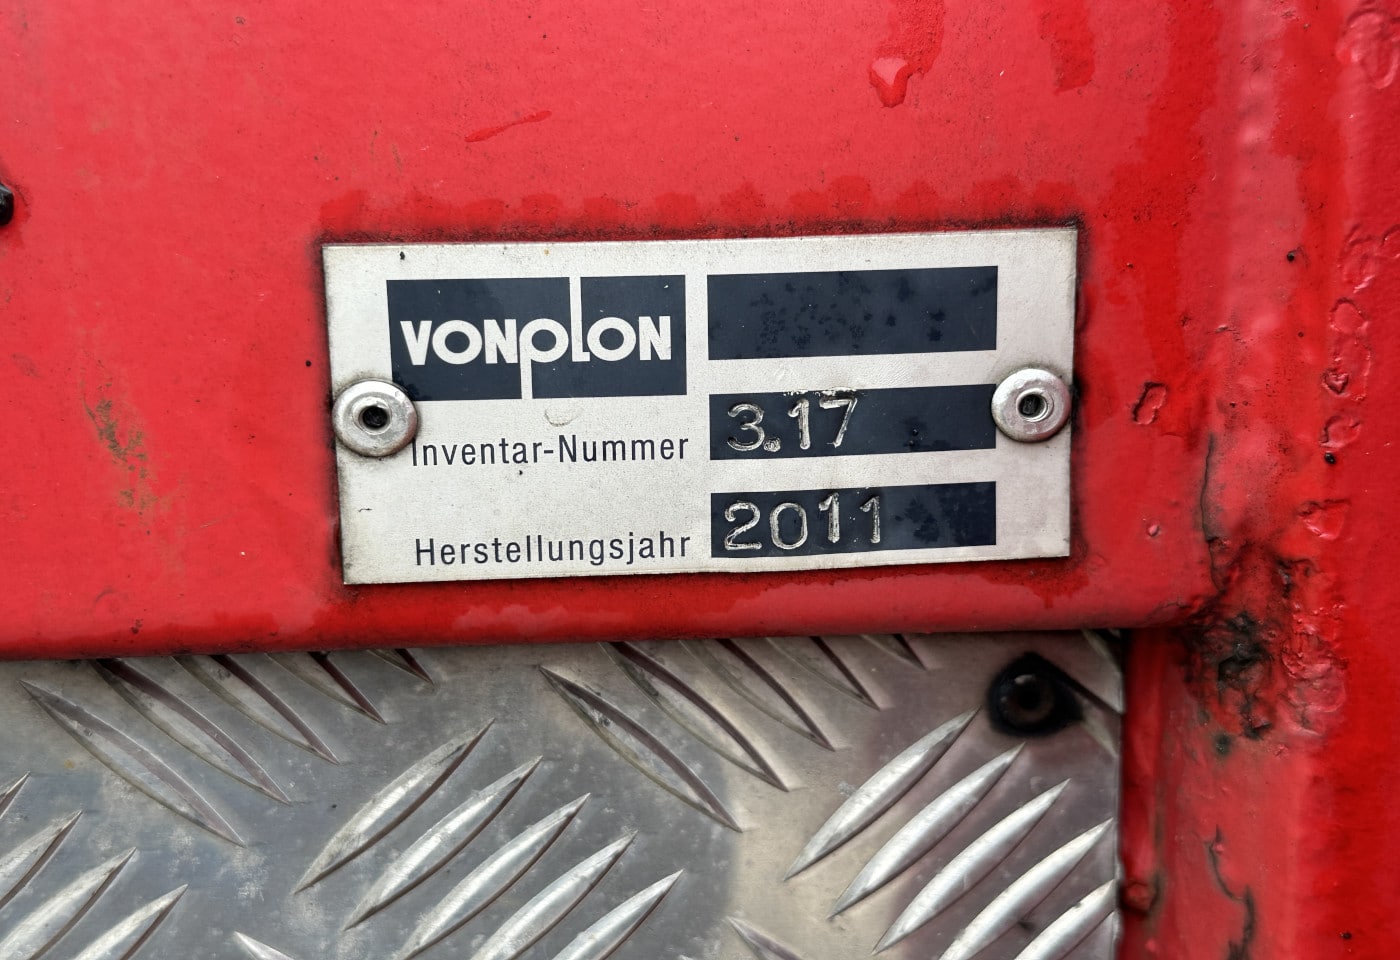 VONPLON
Inventar-Nummer 3.17
Herstellungsjahr 2011